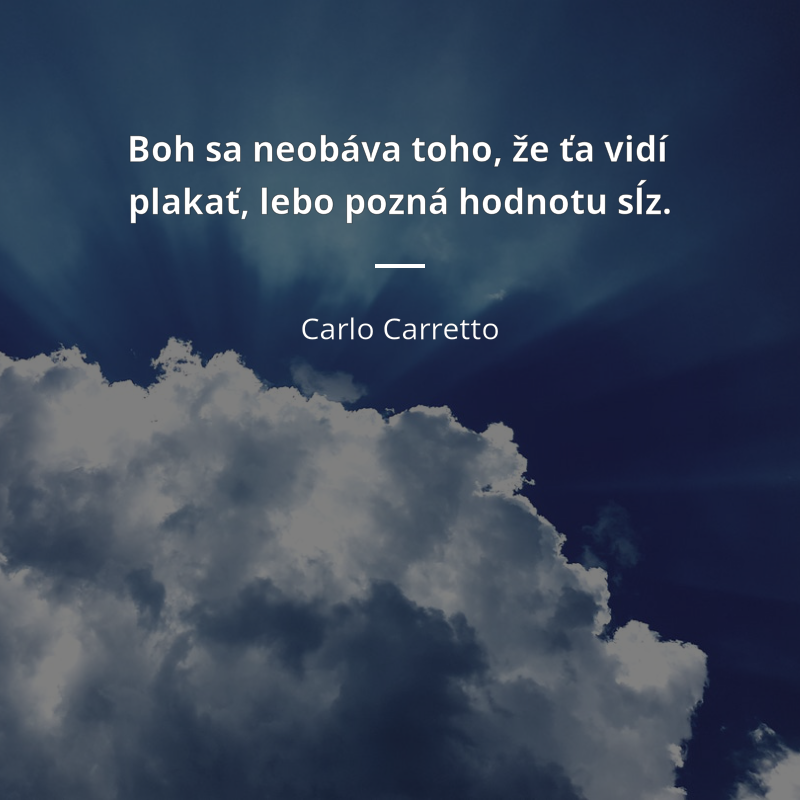 Boh sa neobáva toho, že ťa vidí
plakať, lebo pozná hodnotu sĺz.
Carlo Carretto